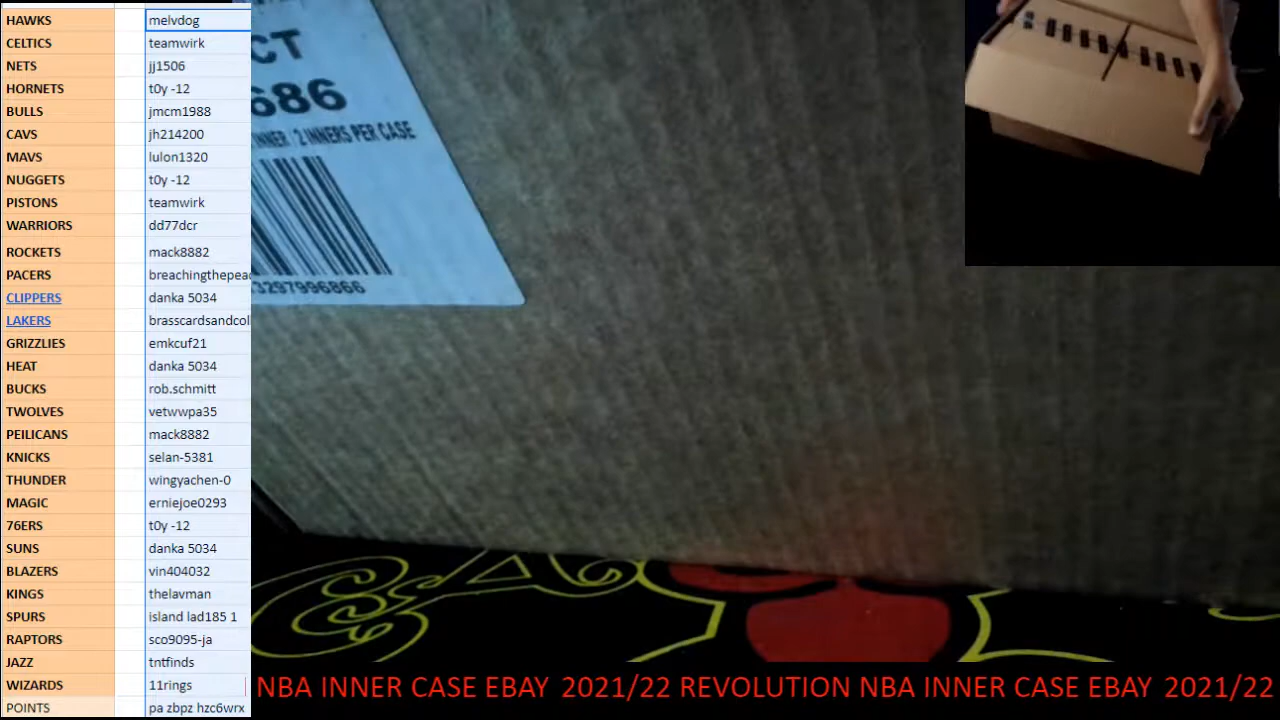 HAWKS melvdog
CELTICS teamwirk
NETS jj1506
HORNETS t0y -12
BULLS jmcm1988
CAVS jh214200
MAVS lulon1320
NUGGETS t0y -12
PISTONS teamwirk
WARRIORS dd77dcr
ROCKETS mack8882
PACERS breachingthepeac
CLIPPERS danka 5034
LAKERS brasscardsandcol
GRIZZLIES emkcuf21
HEAT danka 5034
BUCKS rob.schmitt
TWOLVES vetwwpa35
PEILICANS mack8882
KNICKS selan-5381
THUNDER wingyachen-0
MAGIC erniejoe0293
76ERS t0y -12
SUNS danka 5034
BLAZERS vin404032
KINGS thelavman
SPURS island lad185 1
RAPTORS sco9095-ja
JAZZ tntfinds
WIZARDS 11rings
POINTS pa zbpz hzc6wrx
CT
686
INNER 2 INNERS PER CASE
3297996866
NBA INNER CASE EBAY 2021/22 REVOLUTION NBA INNER CASE EBAY 2021/22